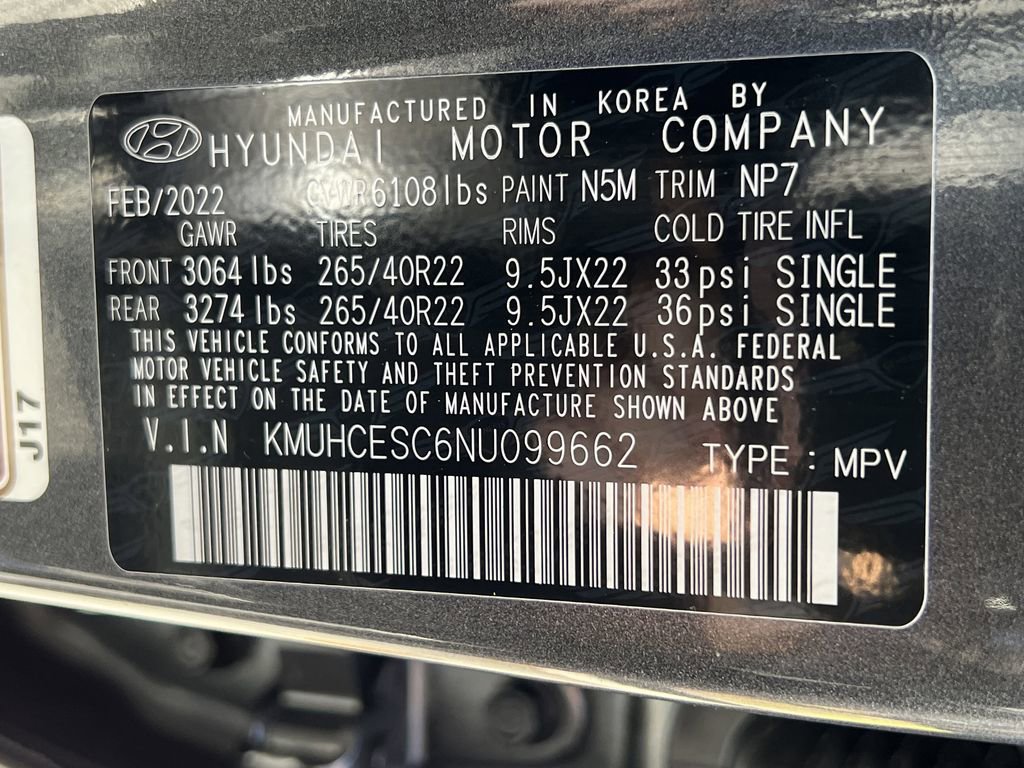 MANUFACTURED IN KOREA BY
HYUNDAI MOTOR COMPANY
FEB/2022 GVWR6108lbs PAINT N5M TRIM NP7
GAWR TIRES RIMS COLD TIRE INFL
FRONT 3064lbs 265/40R22 9.5JX22 33psi SINGLE
REAR 3274lbs 265/40R22 9.5JX22 36psi SINGLE
THIS VEHICLE CONFORMS TO ALL APPLICABLE U.S.A. FEDERAL
MOTOR VEHICLE SAFETY AND THEFT PREVENTION STANDARDS
IN EFFECT ON THE DATE OF MANUFACTURE SHOWN ABOVE
V.I.N KMUHCESC6NU099662 TYPE : MPV
J17